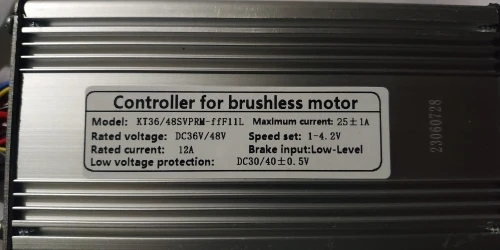 Controller for brushless motor
Model: KT36/48SVPRM-ffF11L Maximum current: 25±1A
Rated voltage: DC36V/48V Speed set: 1-4.2V
Rated current: 12A Brake input:Low-Level
Low voltage protection: DC30/40±0.5V
23060728